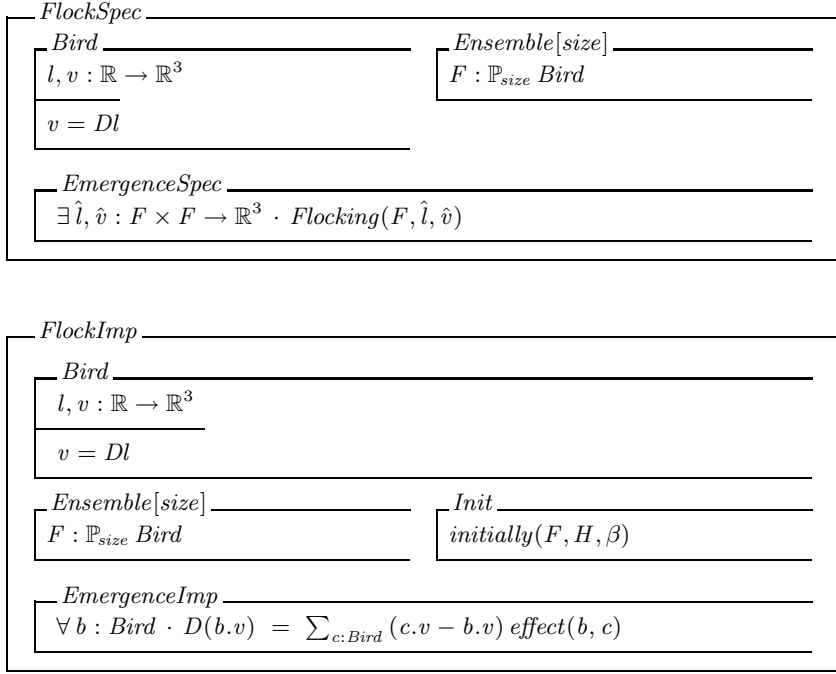 FlockSpec
Bird
l, v : ℝ → ℝ³
v = Dl
Ensemble[size]
F : ℙ_size Bird
EmergenceSpec
∃ l̂, v̂ : F × F → ℝ³ · Flocking(F, l̂, v̂)
FlockImp
Bird
l, v : ℝ → ℝ³
v = Dl
Ensemble[size]
F : ℙ_size Bird
Init
initially(F, H, β)
EmergenceImp
∀ b : Bird · D(b.v) = ∑_{c:Bird} (c.v − b.v) effect(b, c)